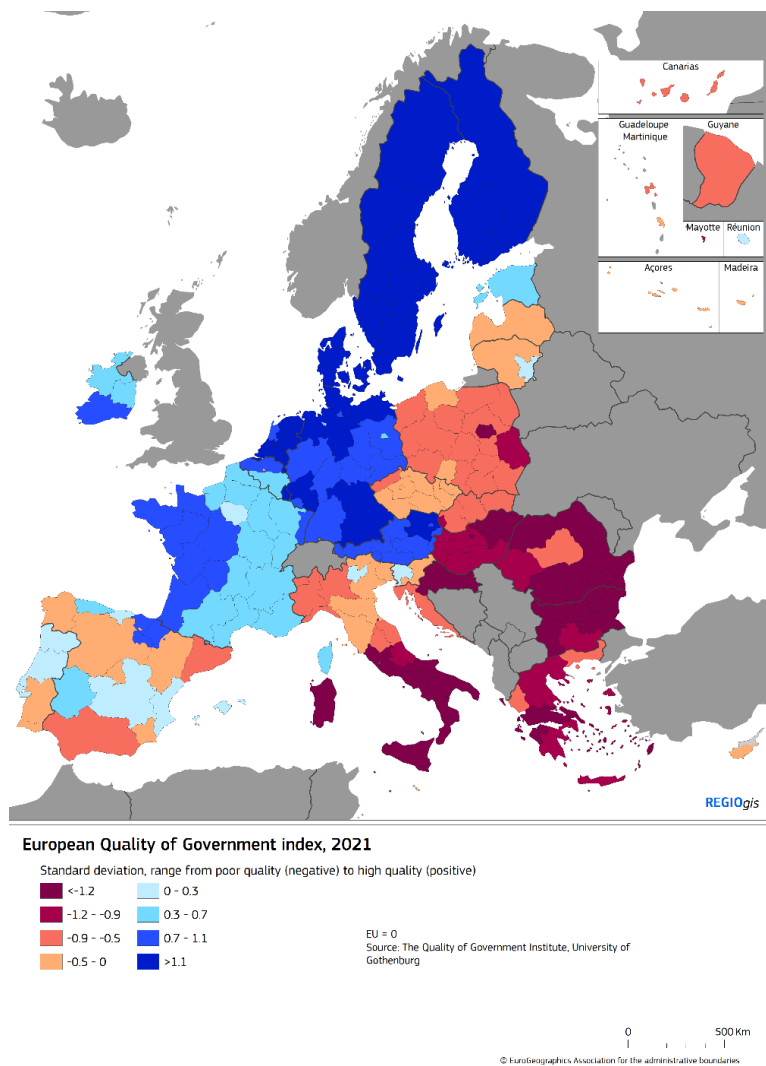 Canarias
Guadeloupe
Martinique
Guyane
Mayotte
Réunion
Açores
Madeira
REGIOgis
European Quality of Government index, 2021
Standard deviation, range from poor quality (negative) to high quality (positive)
<-1.2
-1.2 - -0.9
-0.9 - -0.5
-0.5 - 0
0 - 0.3
0.3 - 0.7
0.7 - 1.1
>1.1
EU = 0
Source: The Quality of Government Institute, University of
Gothenburg
0 500 Km
© EuroGeographics Association for the administrative boundaries